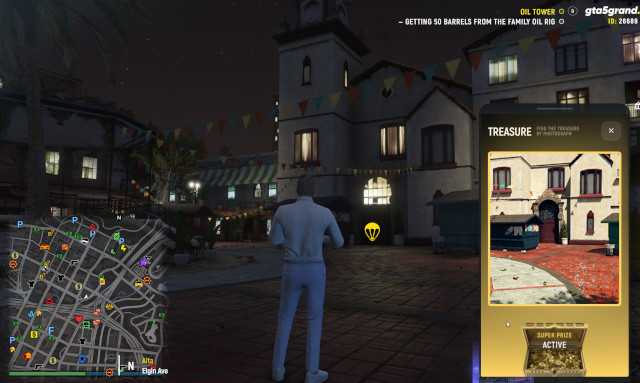 OIL TOWER
gta5grand.
– GETTING 50 BARRELS FROM THE FAMILY OIL RIG
ID: 26689
TREASURE
FIND THE TREASURE
BY PHOTOGRAPH
SUPER PRIZE
ACTIVE
N
Alta
N
Elgin Ave